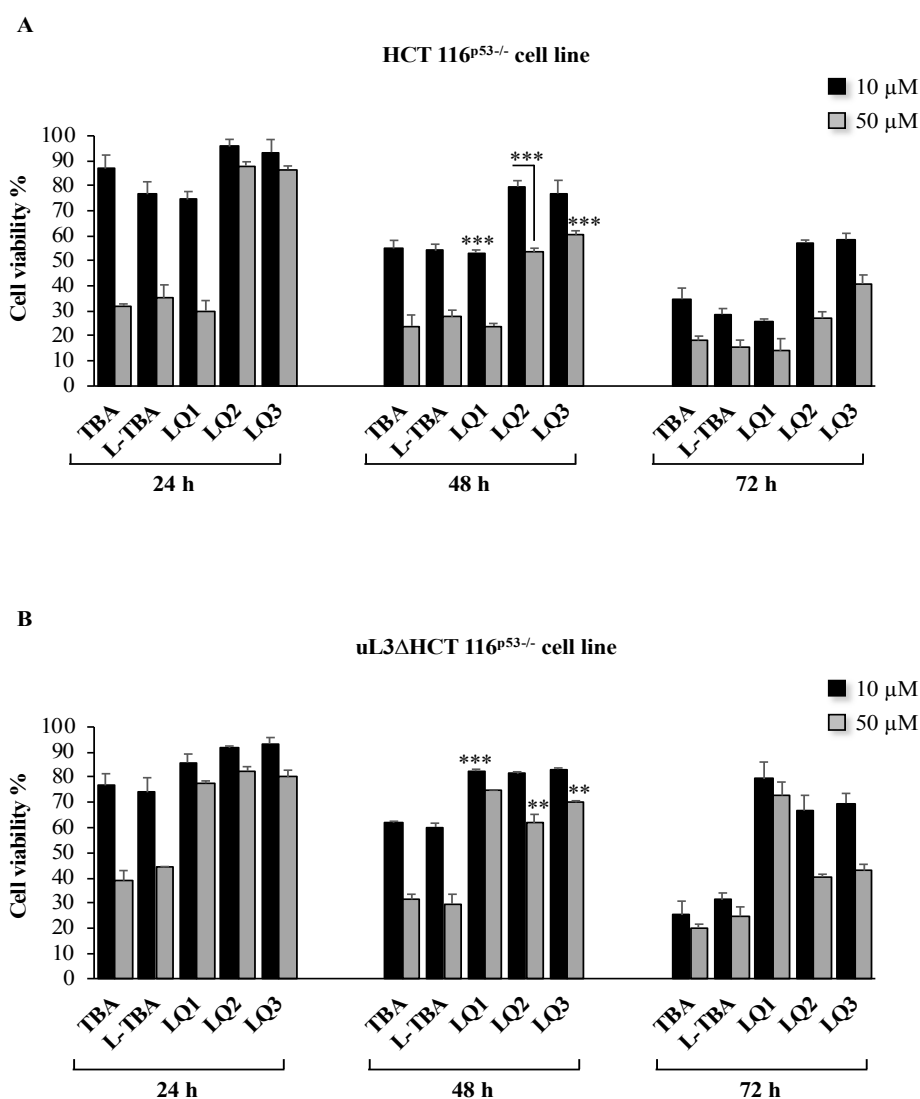 A
HCT 116p53-/- cell line
10 µM
50 µM
Cell viability %
100
90
80
70
60
50
40
30
20
10
0
***
***
***
TBA
L- TBA
LQ1
LQ2
LQ3
TBA
L- TBA
LQ1
LQ2
LQ3
TBA
L- TBA
LQ1
LQ2
LQ3
24 h
48 h
72 h
B
uL3ΔHCT 116p53-/- cell line
10 µM
50 µM
Cell viability %
100
90
80
70
60
50
40
30
20
10
0
***
**
**
TBA
L- TBA
LQ1
LQ2
LQ3
TBA
L- TBA
LQ1
LQ2
LQ3
TBA
L- TBA
LQ1
LQ2
LQ3
24 h
48 h
72 h